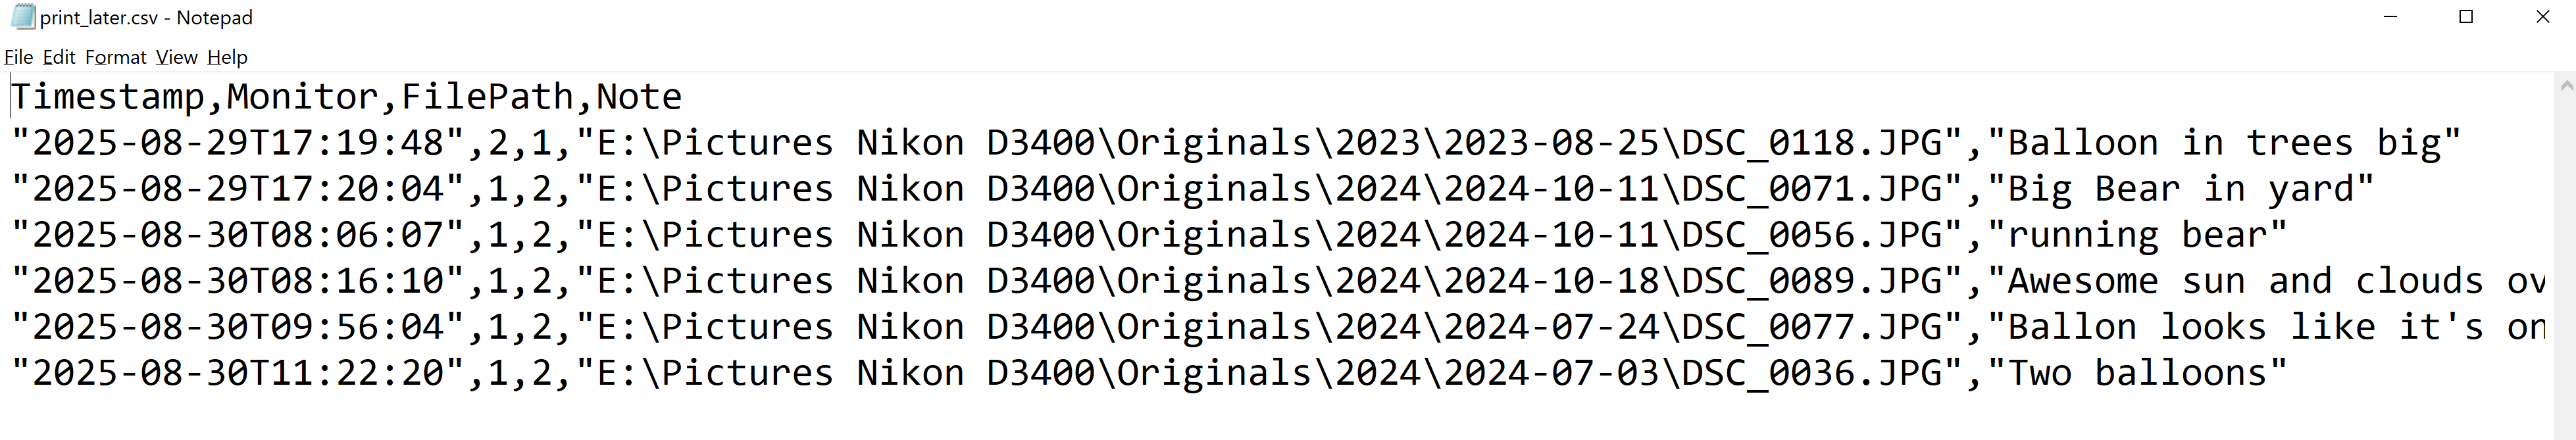 print_later.csv - Notepad
File Edit Format View Help
Timestamp,Monitor,FilePath,Note
"2025-08-29T17:19:48",2,1,"E:\Pictures Nikon D3400\Originals\2023\2023-08-25\DSC_0118.JPG","Balloon in trees big"
"2025-08-29T17:20:04",1,2,"E:\Pictures Nikon D3400\Originals\2024\2024-10-11\DSC_0071.JPG","Big Bear in yard"
"2025-08-30T08:06:07",1,2,"E:\Pictures Nikon D3400\Originals\2024\2024-10-11\DSC_0056.JPG","running bear"
"2025-08-30T08:16:10",1,2,"E:\Pictures Nikon D3400\Originals\2024\2024-10-18\DSC_0089.JPG","Awesome sun and clouds ov
"2025-08-30T09:56:04",1,2,"E:\Pictures Nikon D3400\Originals\2024\2024-07-24\DSC_0077.JPG","Ballon looks like it's on
"2025-08-30T11:22:20",1,2,"E:\Pictures Nikon D3400\Originals\2024\2024-07-03\DSC_0036.JPG","Two balloons"